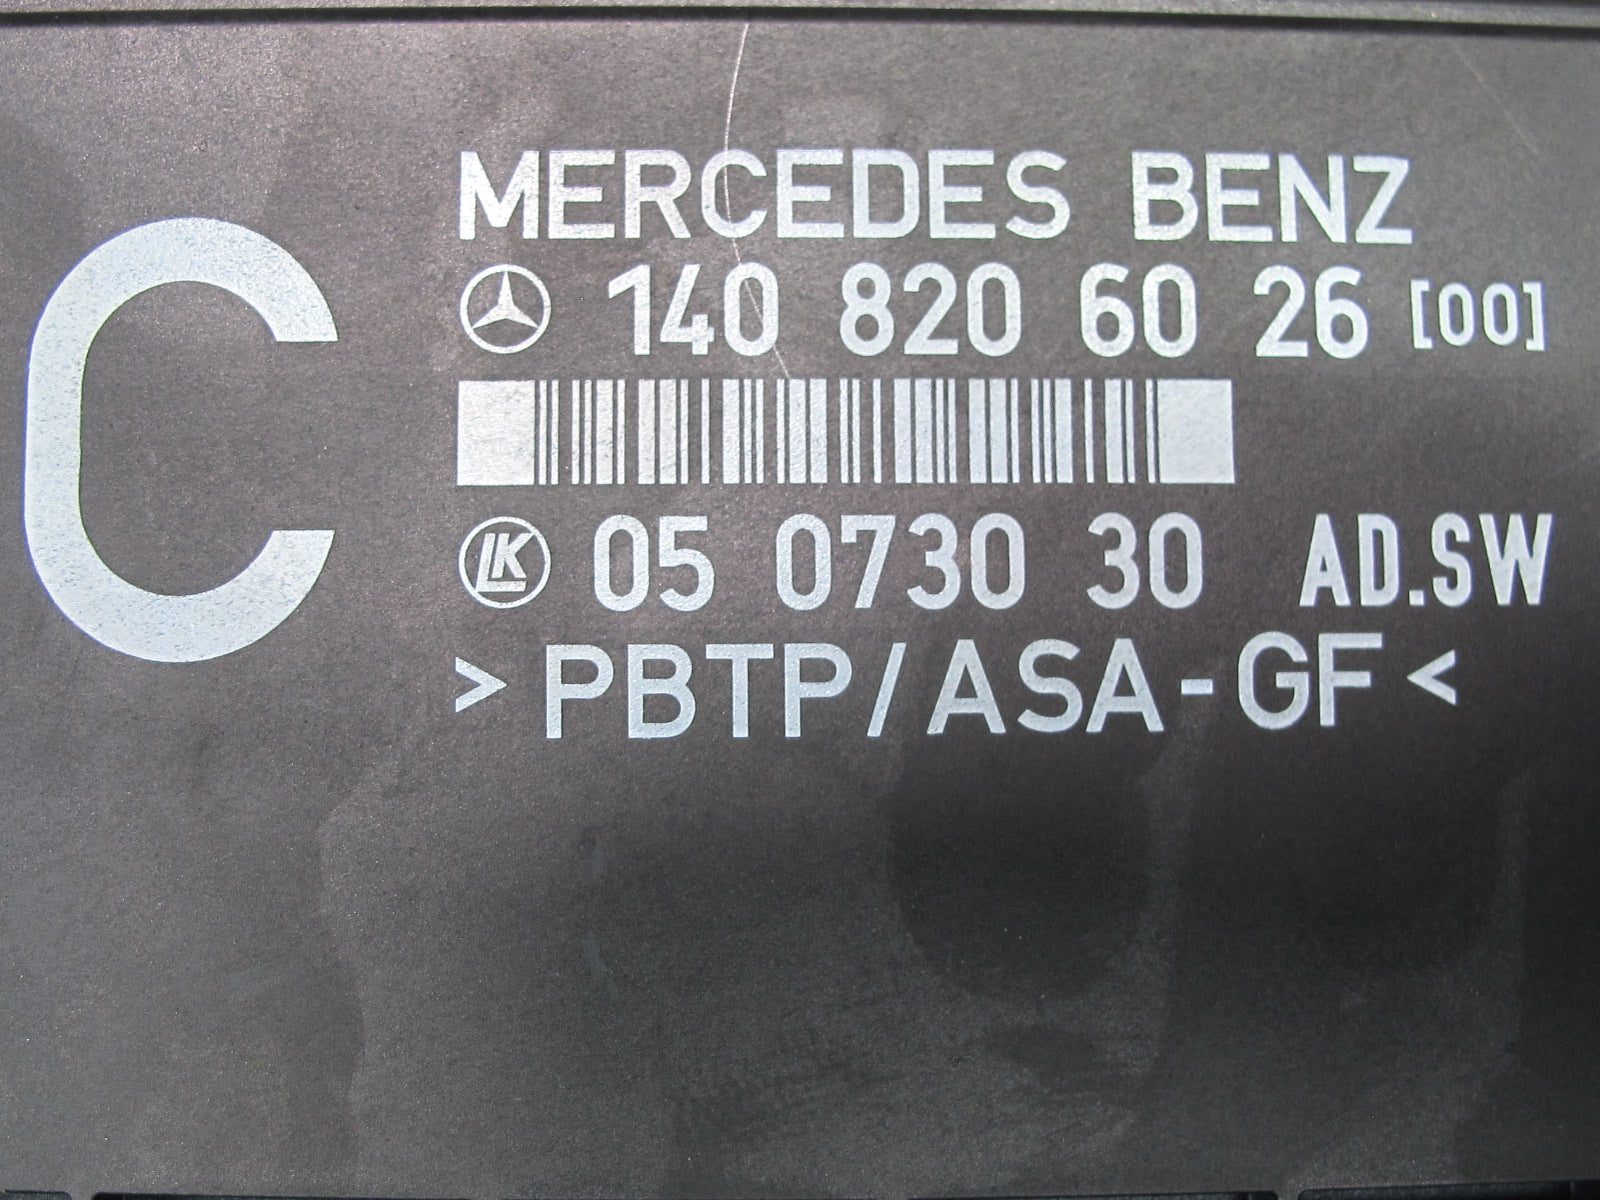 C
MERCEDES BENZ
140 820 60 26 [00]
LK 05 0730 30 AD.SW
>PBTP/ASA-GF<